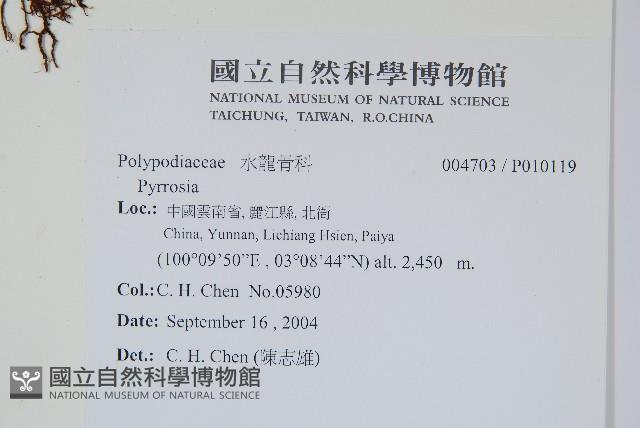 國立自然科學博物館
NATIONAL MUSEUM OF NATURAL SCIENCE
TAICHUNG, TAIWAN, R.O.CHINA
Polypodiaceae 水龍骨科 004703 / P010119
Pyrrosia
Loc.: 中國雲南省, 麗江縣, 北衙
China, Yunnan, Lichiang Hsien, Paiya
(100°09'50”E , 03°08'44”N) alt. 2,450 m.
Col.: C. H. Chen No.05980
Date: September 16 , 2004
Det.: C. H. Chen (陳志雄)
國立自然科學博物館
NATIONAL MUSEUM OF NATURAL SCIENCE